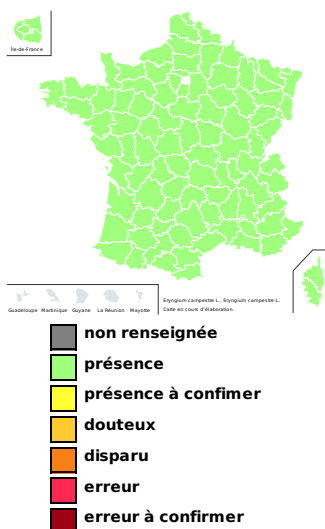 Île-de-France
Guadeloupe Martinique Guyane La Réunion Mayotte
Eryngium campestre L., Eryngium campestre L.
Carte en cours d'élaboration.
non renseignée
présence
présence à confimer
douteux
disparu
erreur
erreur à confirmer